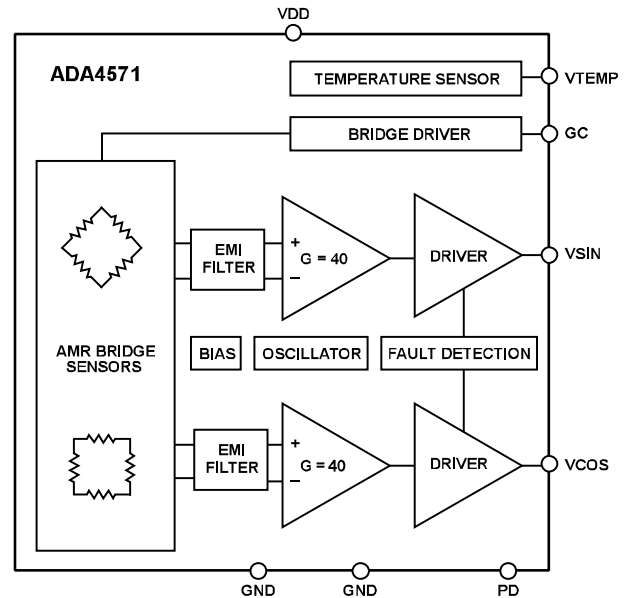 VDD
ADA4571
TEMPERATURE SENSOR
VTEMP
BRIDGE DRIVER
GC
EMI
FILTER
+
G = 40
–
DRIVER
VSIN
AMR BRIDGE
SENSORS
BIAS
OSCILLATOR
FAULT DETECTION
EMI
FILTER
+
G = 40
–
DRIVER
VCOS
GND
GND
PD